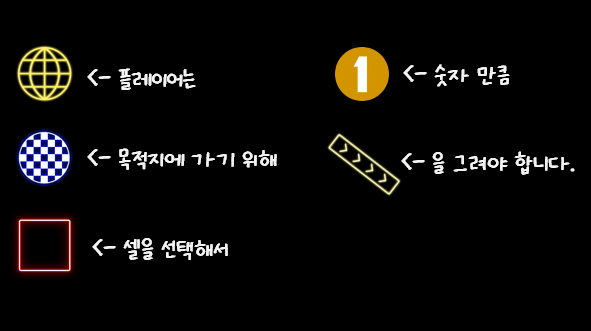 <- 플레이어는
<- 목적지에 가기 위해
<- 셀을 선택해서
1 <- 숫자 만큼
<- 을 그려야 합니다.